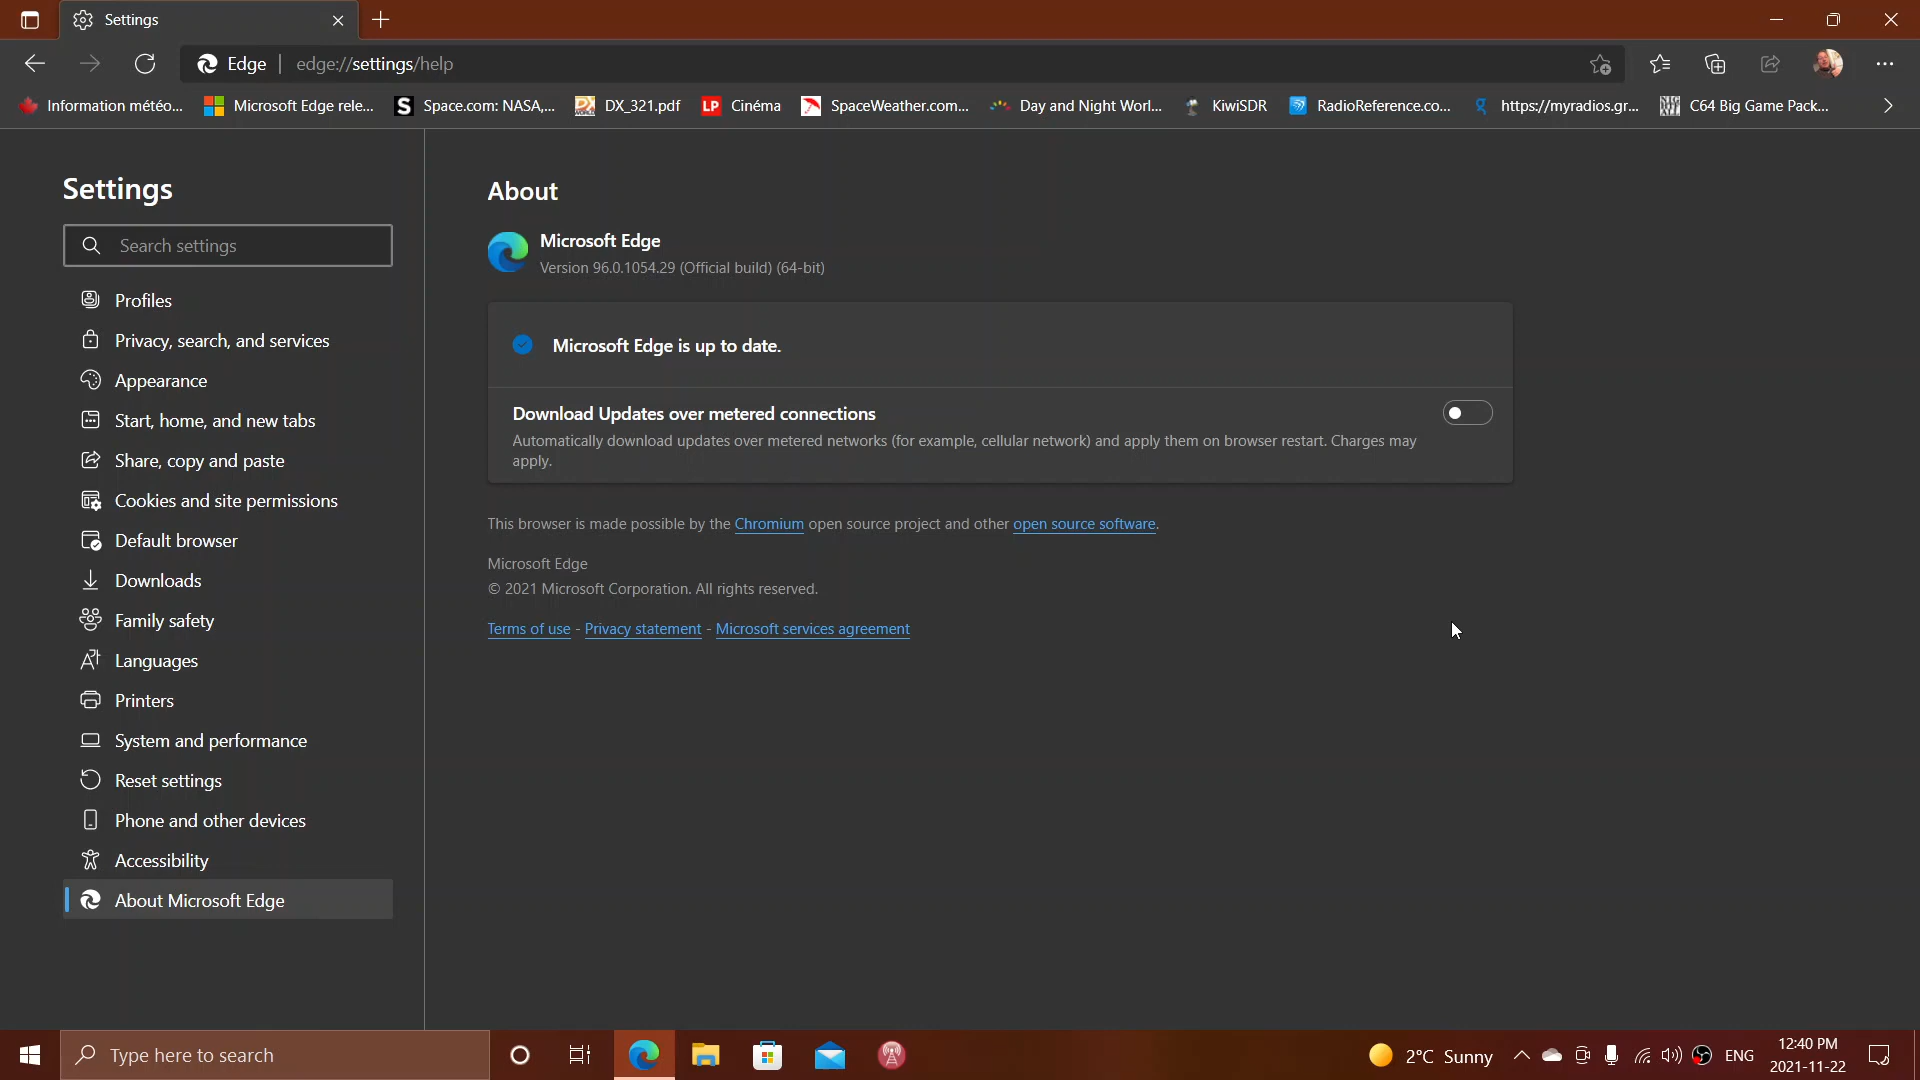 Settings
Edge
edge://settings/help
Information météo...
Microsoft Edge rele...
Space.com: NASA,...
DX_321.pdf
LP
Cinéma
SpaceWeather.com...
Day and Night Worl...
KiwiSDR
RadioReference.co...
https://myradios.gr...
C64 Big Game Pack...
Settings
Search settings
Profiles
Privacy, search, and services
Appearance
Start, home, and new tabs
Share, copy and paste
Cookies and site permissions
Default browser
Downloads
Family safety
Languages
Printers
System and performance
Reset settings
Phone and other devices
Accessibility
About Microsoft Edge
About
Microsoft Edge
Version 96.0.1054.29 (Official build) (64-bit)
Microsoft Edge is up to date.
Download Updates over metered connections
Automatically download updates over metered networks (for example, cellular network) and apply them on browser restart. Charges may
apply.
This browser is made possible by the Chromium open source project and other open source software.
Microsoft Edge
© 2021 Microsoft Corporation. All rights reserved.
Terms of use - Privacy statement - Microsoft services agreement
Type here to search
2°C Sunny
ENG
12:40 PM
2021-11-22